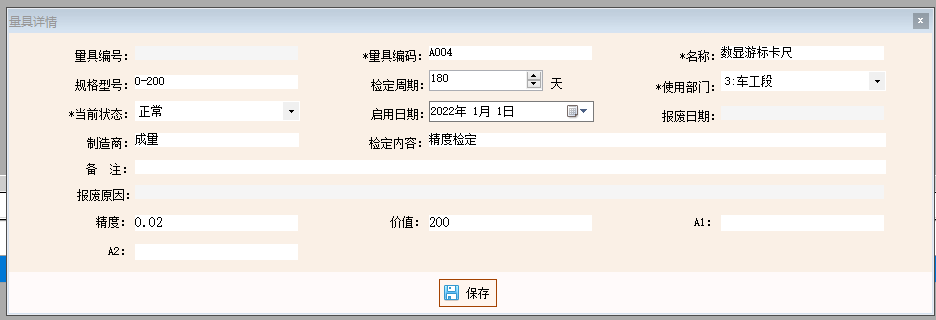 量具详情
量具编号：
*量具编码： A004
*名称： 数显游标卡尺
规格型号： 0-200
检定周期： 180 天
*使用部门： 3:车工段
*当前状态： 正常
启用日期： 2022年 1月 1日
报废日期：
制造商： 成量
检定内容： 精度检定
备 注：
报废原因：
精度： 0.02
价值： 200
A1：
A2：
保存